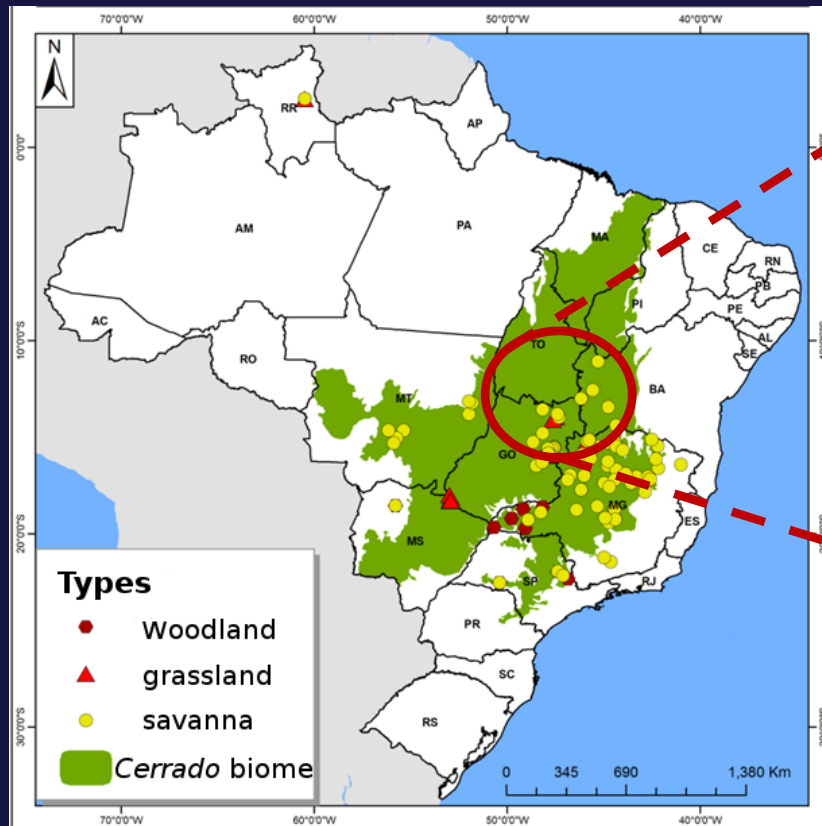 70°0'0"W 60°0'0"W 50°0'0"W 40°0'0"W
N
RR
AP
0°0'0"
AM
PA
MA
CE
RN
PB
PI
PE
AC
AL
TO
SE
10°0'0"S
RO
BA
MT
GO
MG
ES
20°0'0"S
MS
SP
RJ
PR
SC
RS
30°0'0"S
Types
Woodland
grassland
savanna
Cerrado biome
0 345 690 1,380 Km
70°0'0"W 60°0'0"W 50°0'0"W 40°0'0"W